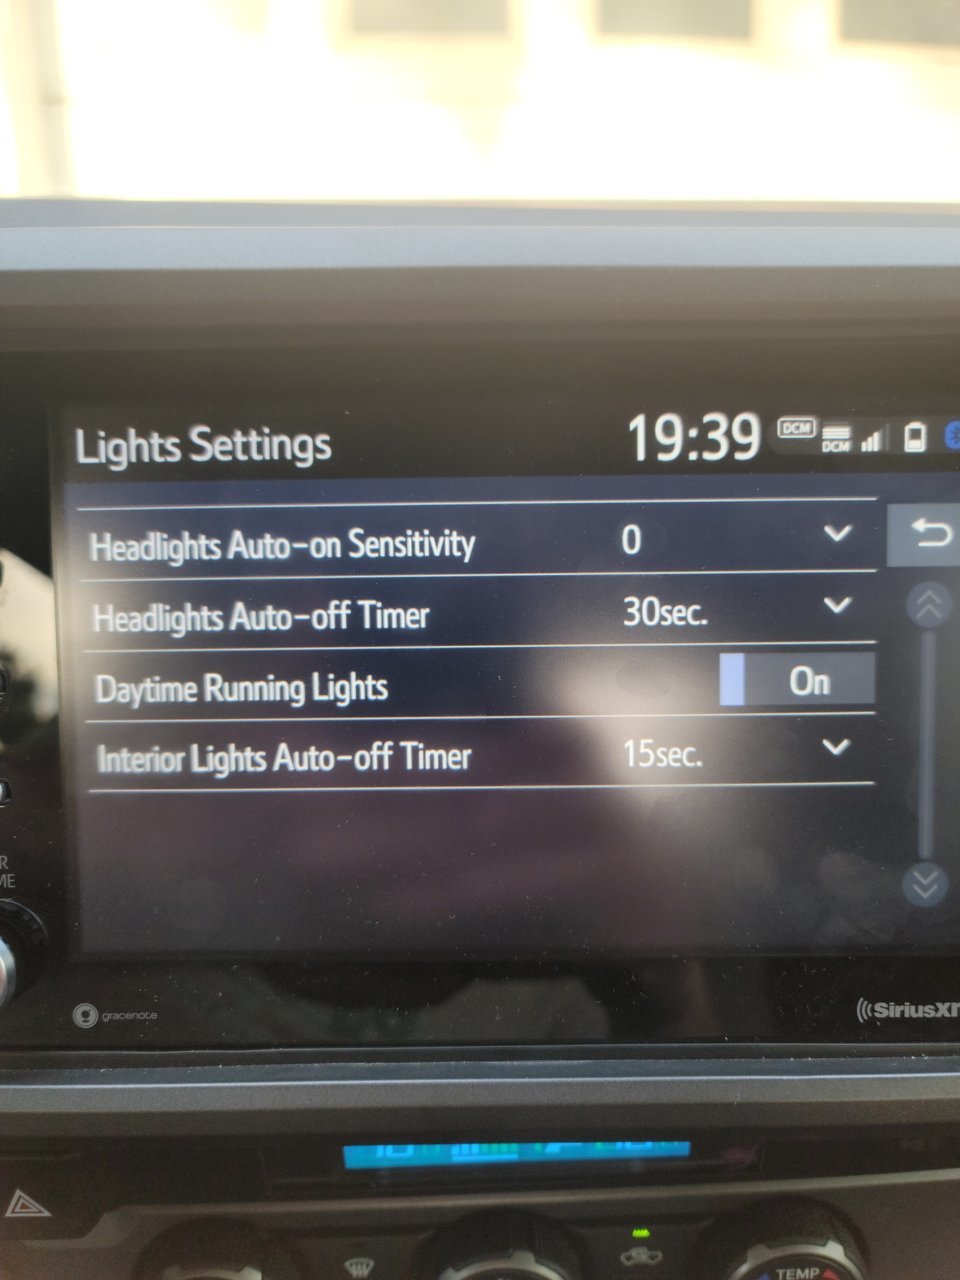 Lights Settings 19:39 DCM DCM
Headlights Auto-on Sensitivity 0
Headlights Auto-off Timer 30sec.
Daytime Running Lights On
Interior Lights Auto-off Timer 15sec.
gracenote
TEMP